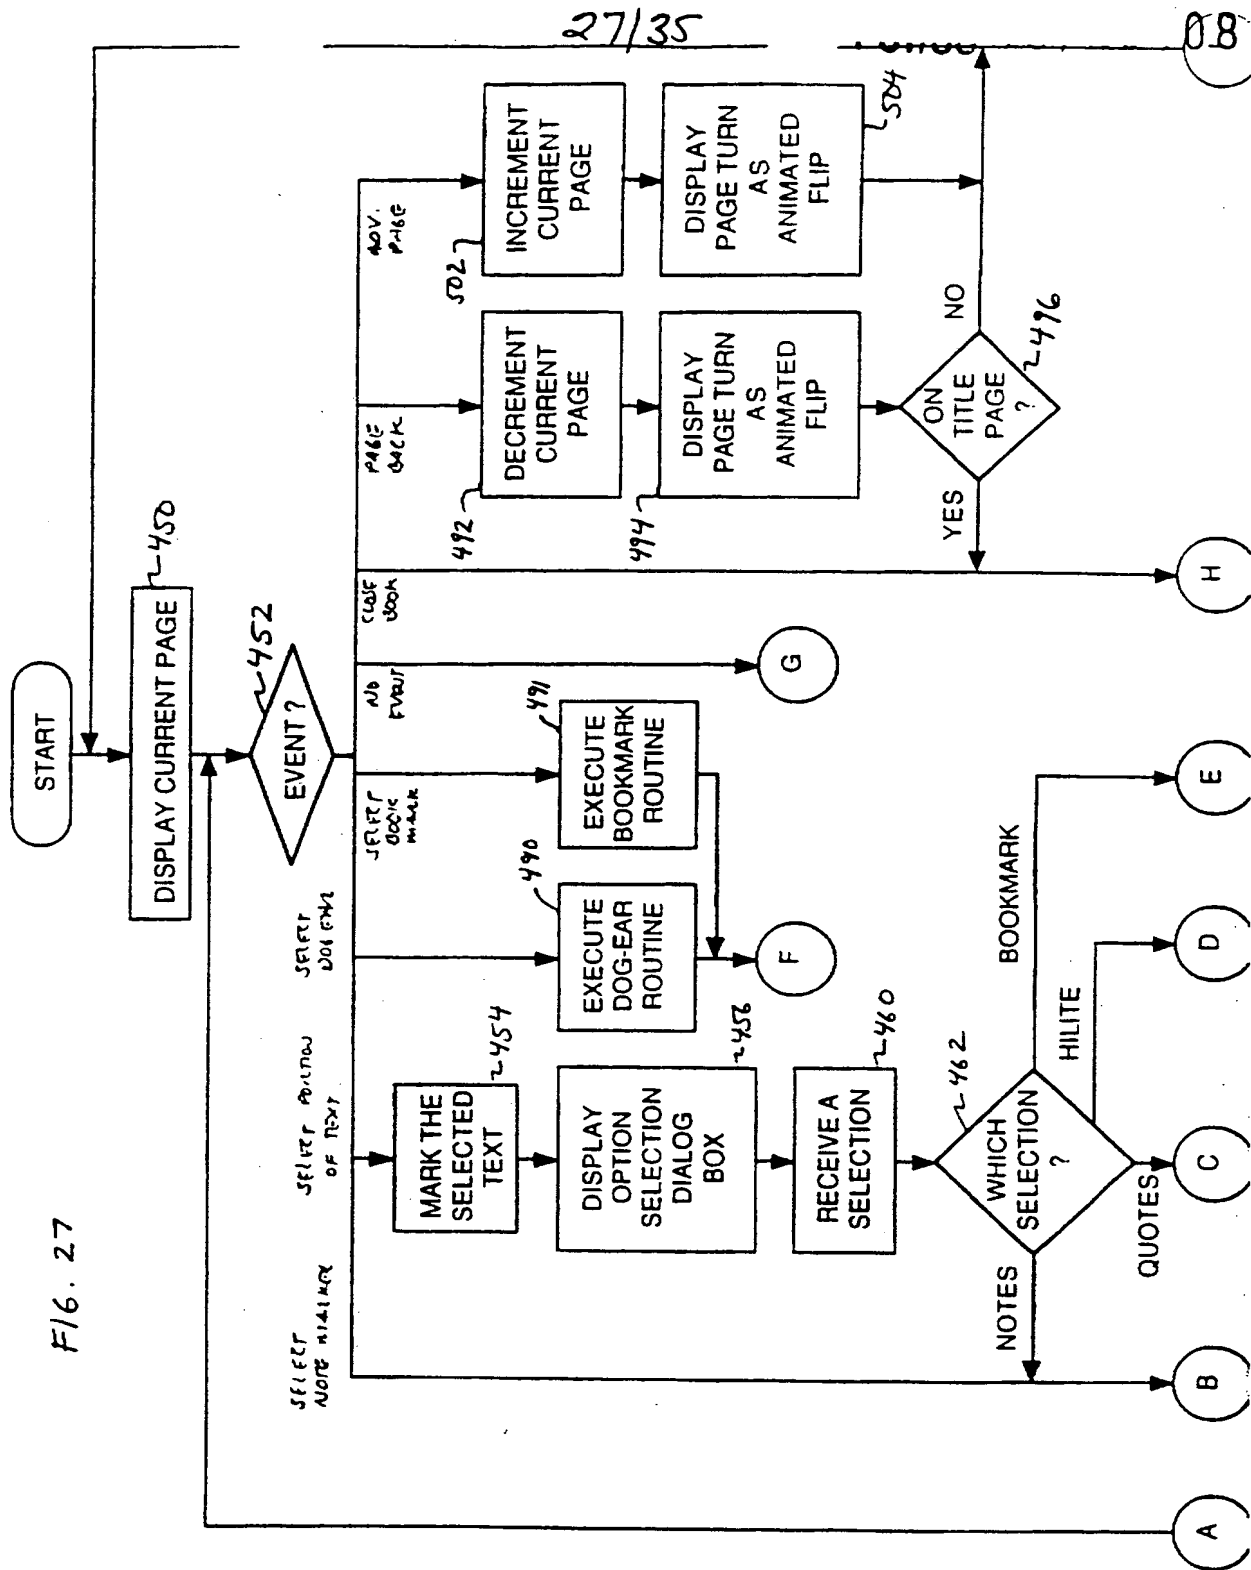 27/35
08
FIG. 27
START
DISPLAY CURRENT PAGE
450
EVENT?
452
SELECT
NOTE MARKER
SELECT PORTION
OF TEXT
SELECT
DOG EAR
SELECT
BOOK
MARK
NO
EVENT
CLOSE
BOOK
PAGE
BACK
ADV.
PAGE
MARK THE
SELECTED
TEXT
454
DISPLAY
OPTION
SELECTION
DIALOG
BOX
456
RECEIVE A
SELECTION
460
WHICH
SELECTION
?
462
NOTES
QUOTES
HILITE
BOOKMARK
490
EXECUTE
DOG-EAR
ROUTINE
491
EXECUTE
BOOKMARK
ROUTINE
492
DECREMENT
CURRENT
PAGE
494
DISPLAY
PAGE TURN
AS
ANIMATED
FLIP
ON
TITLE
PAGE
?
496
YES
NO
502
INCREMENT
CURRENT
PAGE
DISPLAY
PAGE TURN
AS
ANIMATED
FLIP
504
A
B
C
D
E
F
G
H